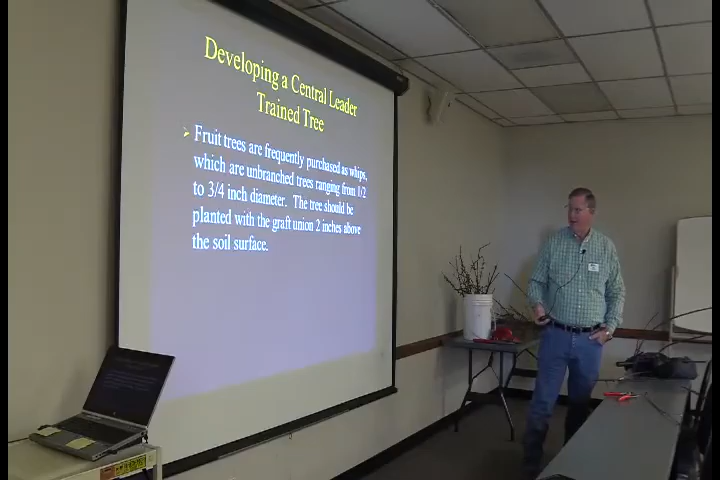 Developing a Central Leader
Trained Tree
Fruit trees are frequently purchased as whips,
which are unbranched trees ranging from 1/2
to 3/4 inch diameter. The tree should be
planted with the graft union 2 inches above
the soil surface.